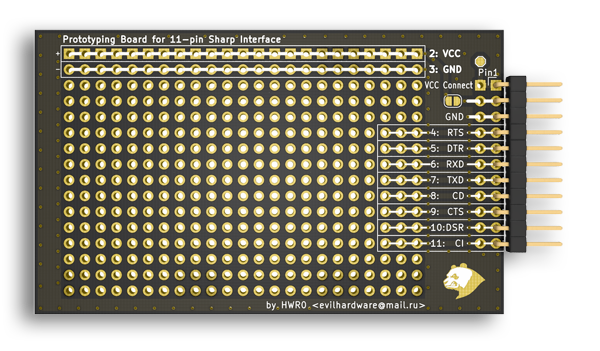 Prototyping Board for 11-pin Sharp Interface
+
2: VCC
-
3: GND
Pin1
VCC Connect
GND
4: RTS
5: DTR
6: RXD
7: TXD
8: CD
9: CTS
10:DSR
11: CI
by HWR0 <evilhardware@mail.ru>